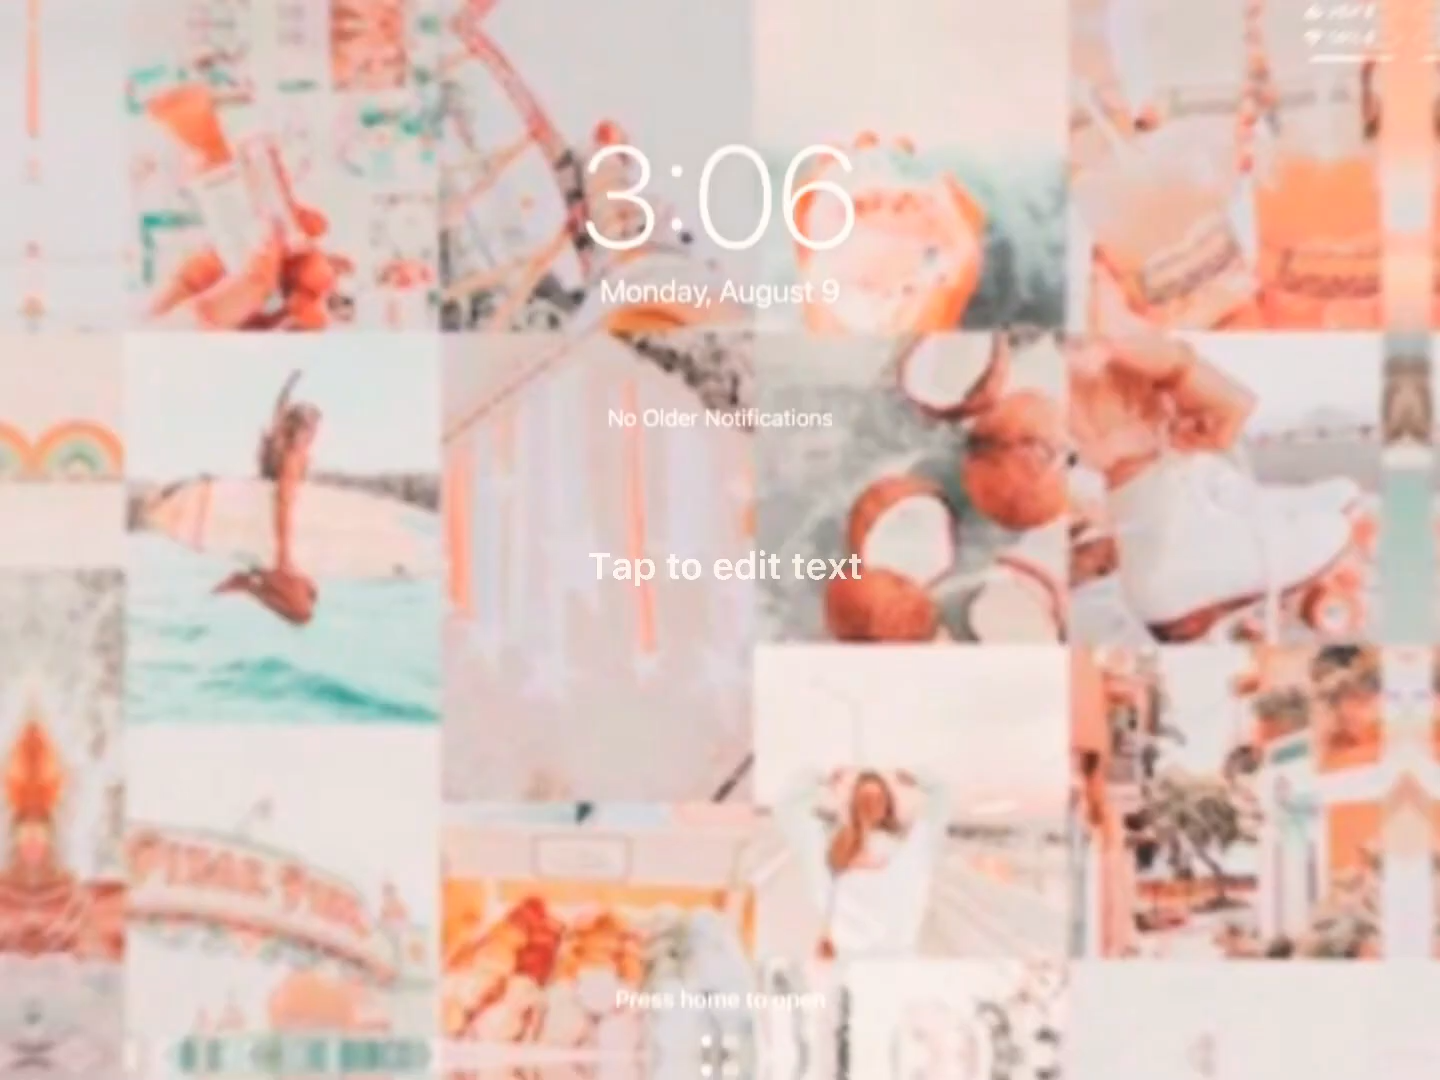 3:06
Monday, August 9
No Older Notifications
Tap to edit text
Press home to open